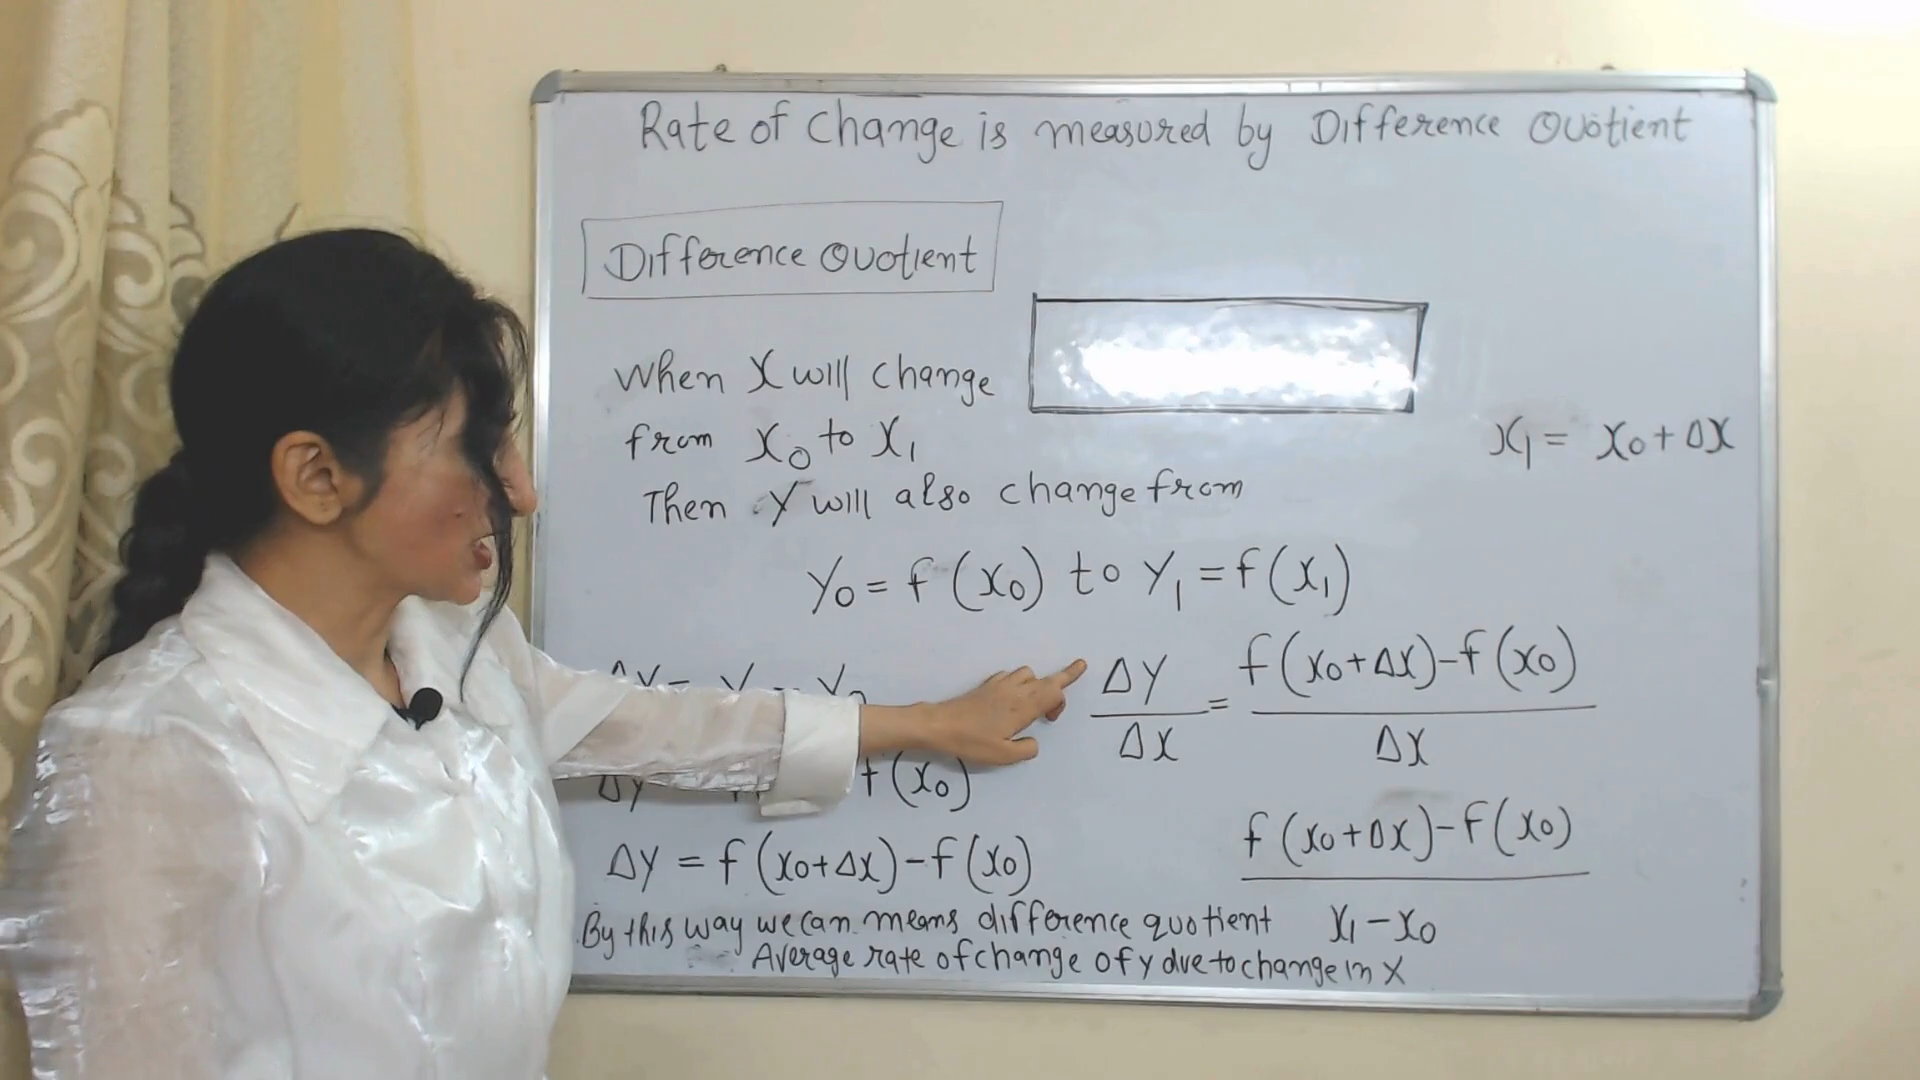 Rate of Change is measured by Difference Quotient
Difference Quotient
When X will change
from X₀ to X₁
Then Y will also change from
X₁ = X₀ + ΔX
Y₀ = f(X₀) to Y₁ = f(X₁)
ΔY = Y - Y₀
f(X₀)
ΔY = f(X₀+ΔX)-f(X₀)
ΔY/ΔX = f(X₀+ΔX)-f(X₀)/ΔX
f(X₀+ΔX)-f(X₀)/X₁-X₀
By this way we can means difference quotient
Average rate of change of y due to change in X